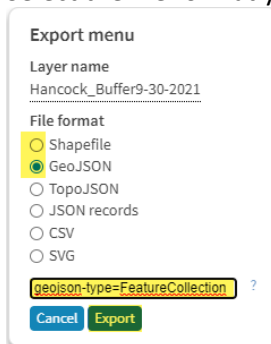 Export menu
Layer name
Hancock_Buffer9-30-2021
File format
Shapefile
GeoJSON
TopoJSON
JSON records
CSV
SVG
geojson-type=FeatureCollection ?
Cancel Export